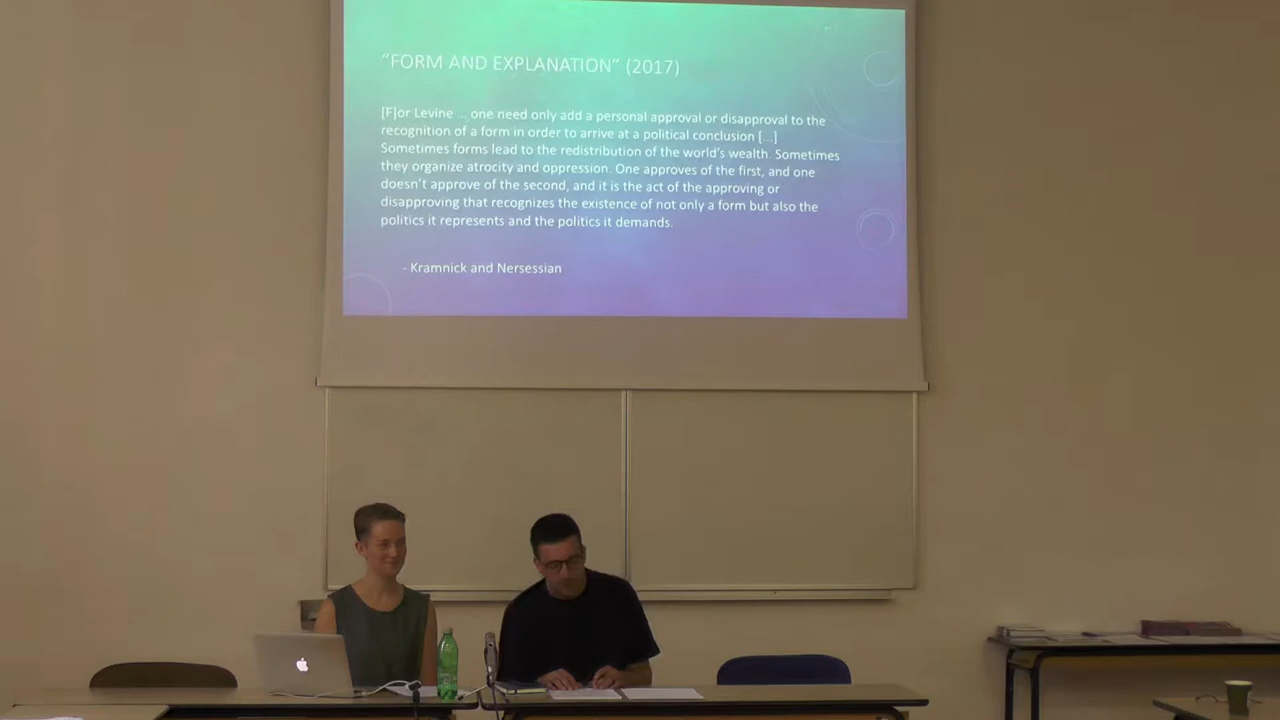 "FORM AND EXPLANATION" (2017)
[F]or Levine ... one need only add a personal approval or disapproval to the
recognition of a form in order to arrive at a political conclusion [...]
Sometimes forms lead to the redistribution of the world's wealth. Sometimes
they organize atrocity and oppression. One approves of the first, and one
doesn't approve of the second, and it is the act of the approving or
disapproving that recognizes the existence of not only a form but also the
politics it represents and the politics it demands.
- Kramnick and Nersessian